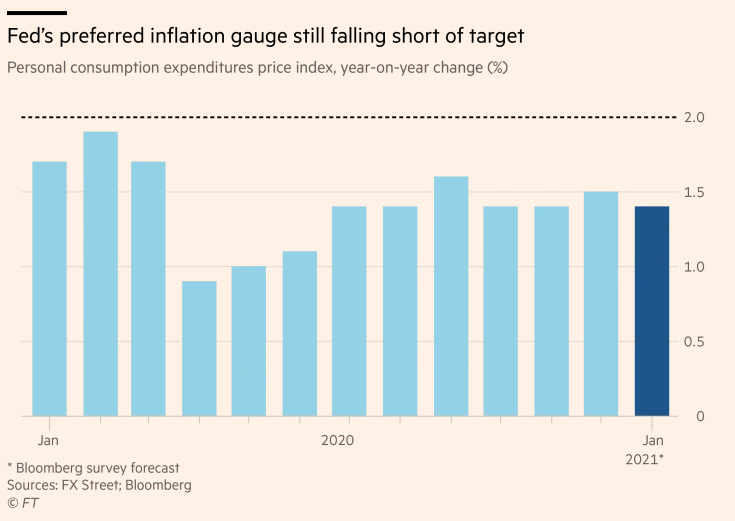 Fed's preferred inflation gauge still falling short of target
Personal consumption expenditures price index, year-on-year change (%)
2.0
1.5
1.0
0.5
0
Jan
2020
Jan
2021*
* Bloomberg survey forecast
Sources: FX Street; Bloomberg
© FT